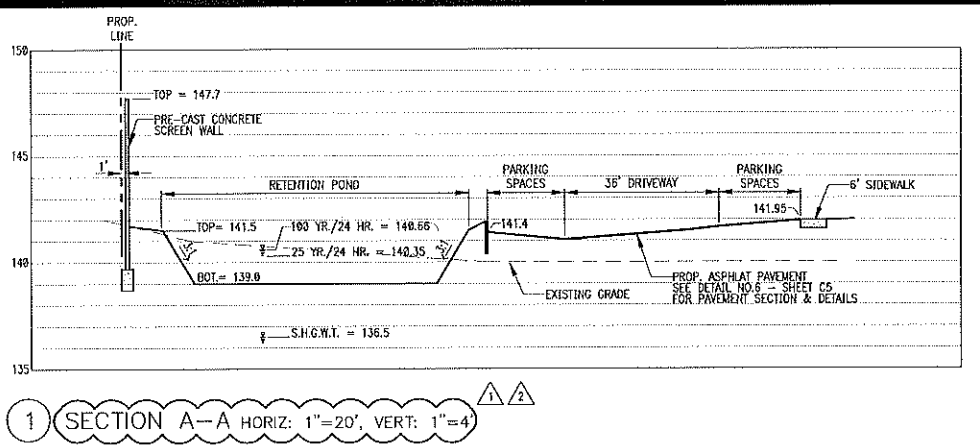 PROP.
LINE
150
TOP = 147.7
PRE-CAST CONCRETE
SCREEN WALL
145
1'
RETENTION POND
PARKING
SPACES
36' DRIVEWAY
PARKING
SPACES
6' SIDEWALK
141.95
TOP= 141.5
100 YR./24 HR. = 140.66
141.4
25 YR./24 HR. = 140.35
140
BOT.= 139.0
EXISTING GRADE
PROP. ASPHLAT PAVEMENT
SEE DETAIL NO.6 - SHEET C5
FOR PAVEMENT SECTION & DETAILS
S.H.G.W.T. = 136.5
135
1 2
1 SECTION A-A HORIZ: 1"=20', VERT: 1"=4'